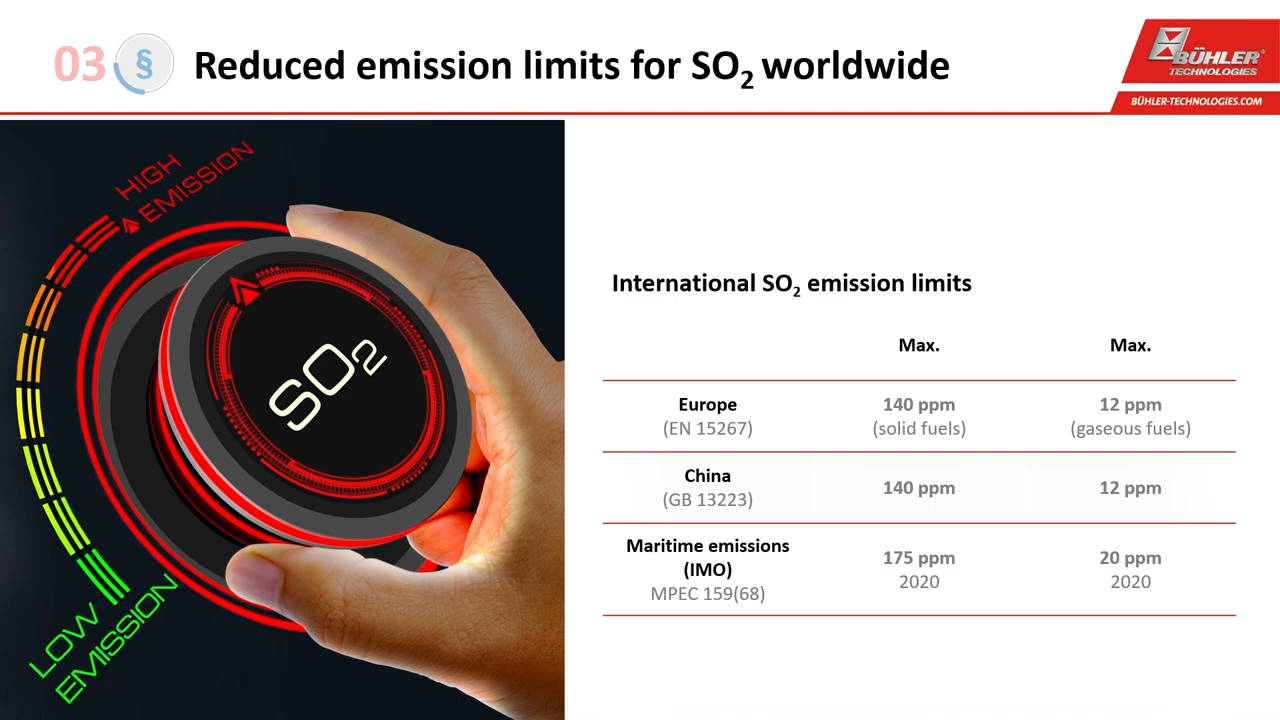 03 § Reduced emission limits for SO₂ worldwide
BÜHLER®
TECHNOLOGIES
BÜHLER-TECHNOLOGIES.COM
HIGH
EMISSION
SO₂
LOW
EMISSION
International SO₂ emission limits
Max. Max.
Europe 140 ppm 12 ppm
(EN 15267) (solid fuels) (gaseous fuels)
China
(GB 13223) 140 ppm 12 ppm
Maritime emissions
(IMO) 175 ppm 20 ppm
MPEC 159(68) 2020 2020